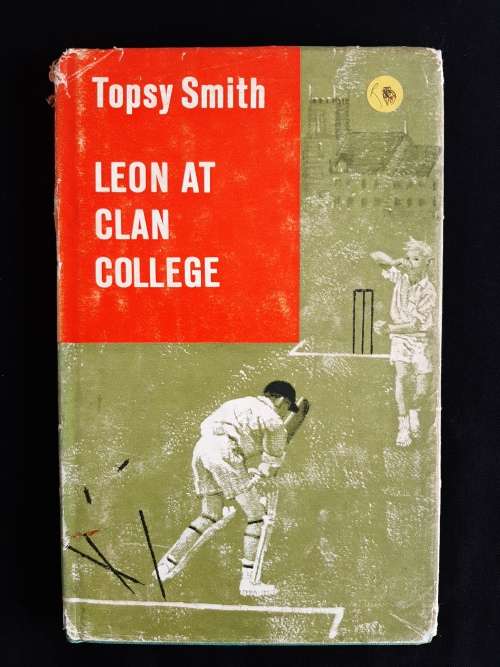 Topsy Smith
LEON AT
CLAN
COLLEGE